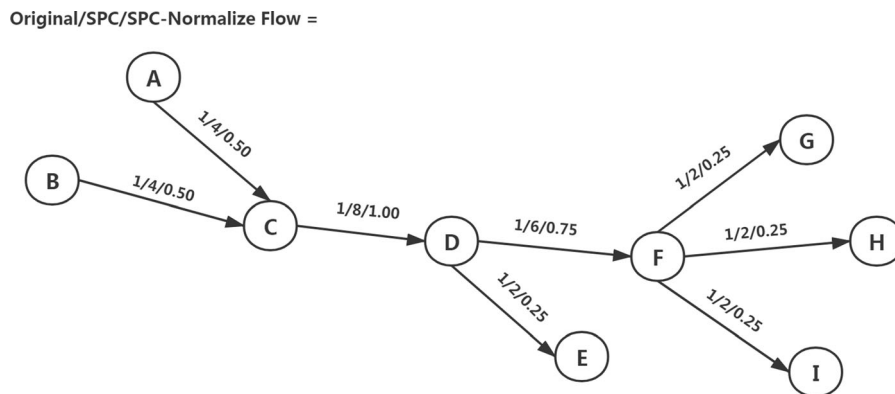 Original/SPC/SPC-Normalize Flow =
A
1/4/0.50
B
1/4/0.50
C
1/8/1.00
D
1/6/0.75
1/2/0.25
E
F
1/2/0.25
G
1/2/0.25
H
1/2/0.25
I